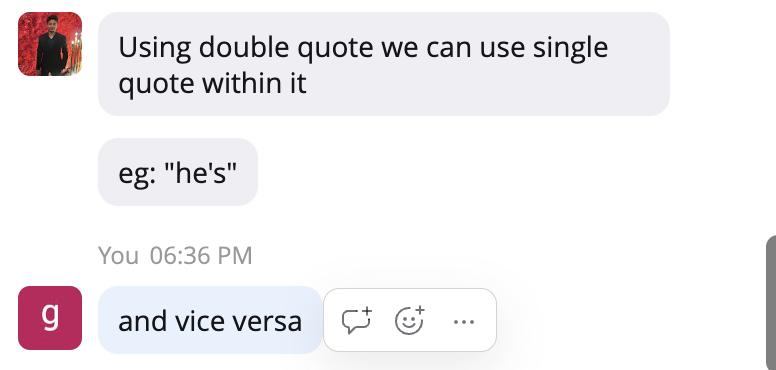 Using double quote we can use single
quote within it
eg: "he's"
You 06:36 PM
g
and vice versa